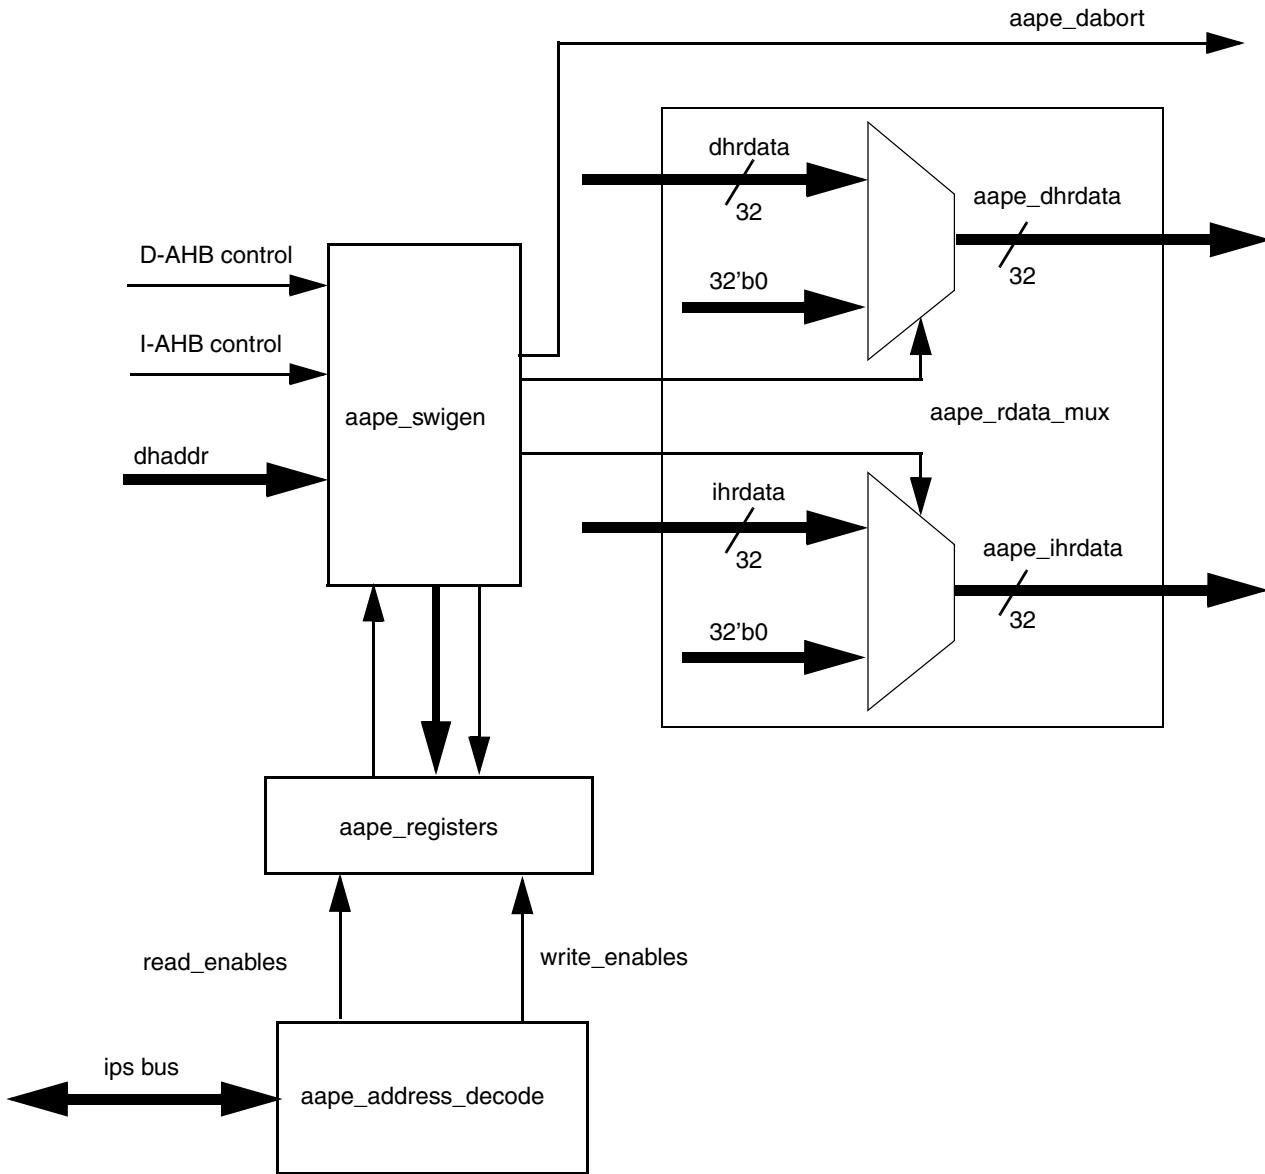 aape_dabort
dhrdata
32
aape_dhrdata
32
D-AHB control
32’b0
I-AHB control
aape_swigen
aape_rdata_mux
dhaddr
ihrdata
32
aape_ihrdata
32
32’b0
aape_registers
read_enables
write_enables
ips bus
aape_address_decode